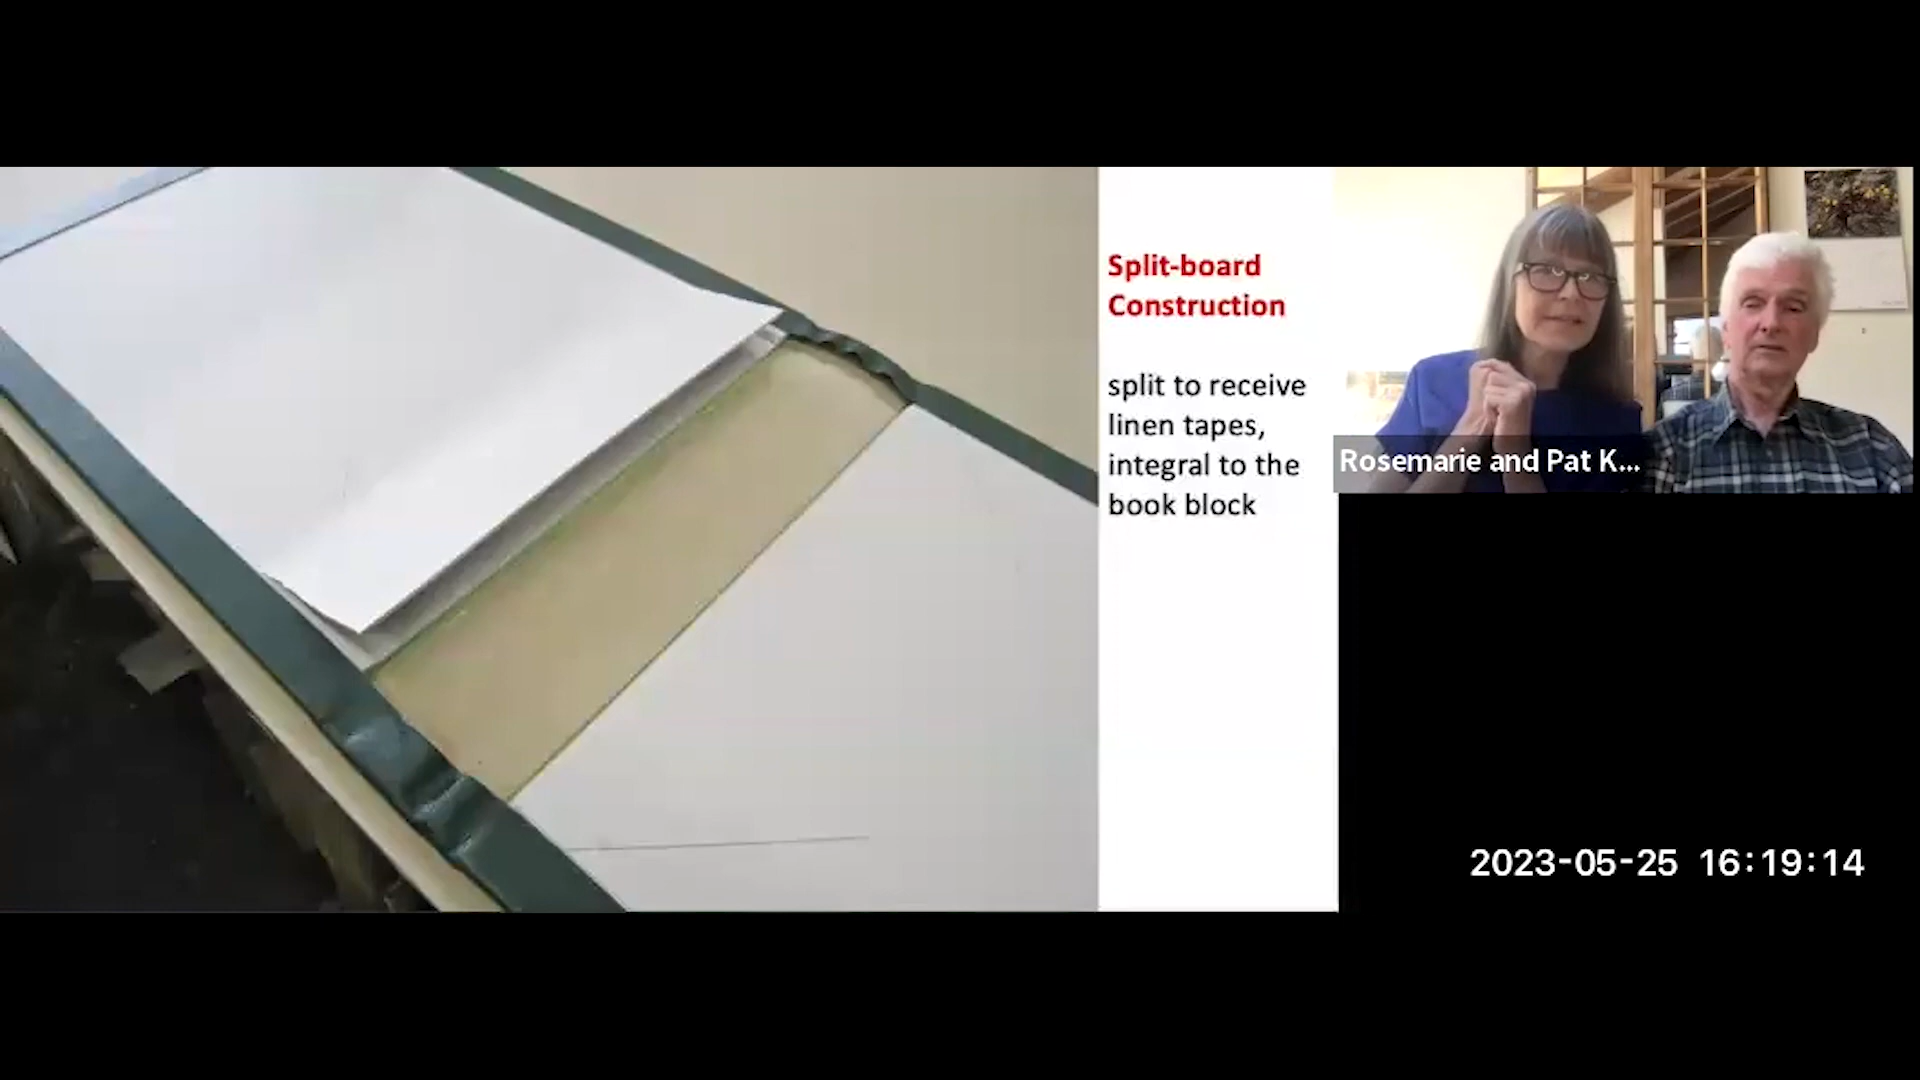 Split-board
Construction
split to receive
linen tapes,
integral to the
book block
Rosemarie and Pat K...
2023-05-25 16:19:14